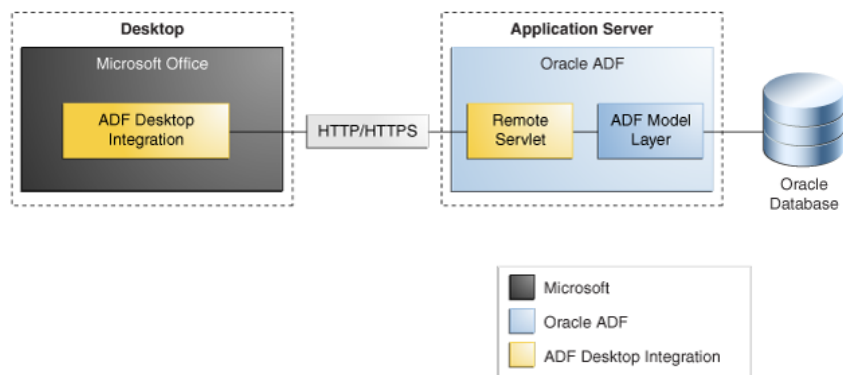 Desktop
Application Server
Microsoft Office
Oracle ADF
ADF Desktop
Integration
HTTP/HTTPS
Remote
Servlet
ADF Model
Layer
Oracle
Database
Microsoft
Oracle ADF
ADF Desktop Integration